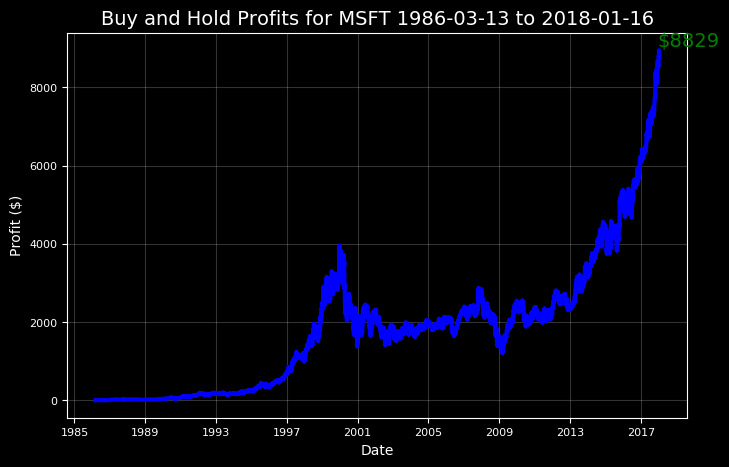 Buy and Hold Profits for MSFT 1986-03-13 to 2018-01-16
$8829
Profit ($)
8000
6000
4000
2000
0
1985 1989 1993 1997 2001 2005 2009 2013 2017
Date